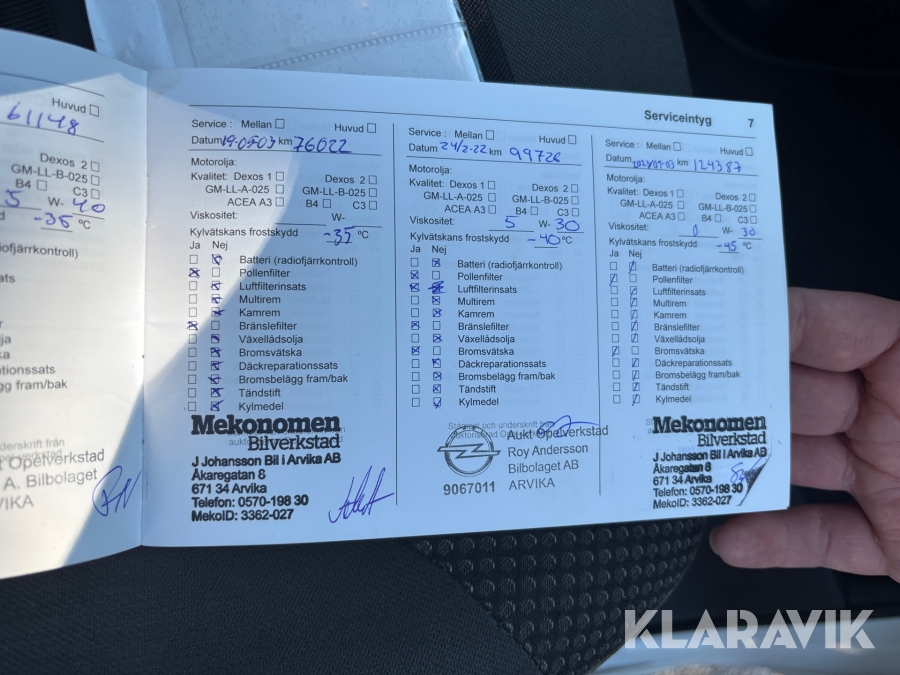 Huvud
61148
Dexos 2
GM-LL-B-025
B4 C3
5 W- 40
-35 °C
ofjärrkontroll)
Serviceintyg 7
Service: Mellan Huvud
Datum 19-05-03 km 76022
Motorolja:
Kvalitet: Dexos 1 Dexos 2
GM-LL-A-025 GM-LL-B-025
ACEA A3 B4 C3
Viskositet: W-
Kylvätskans frostskydd -35 °C
Ja Nej
Batteri (radiofjärrkontroll)
Pollenfilter
Luftfilterinsats
Multirem
Kamrem
Bränslefilter
Växellådsolja
Bromsvätska
Däckreparationssats
Bromsbelägg fram/bak
Tändstift
Kylmedel
Mekonomen
Bilverkstad
J Johansson Bil i Arvika AB
Åkaregatan 8
671 34 Arvika
Telefon: 0570-198 30
MekoID: 3362-027
Service: Mellan Huvud
Datum 24/2-22 km 99726
Motorolja:
Kvalitet: Dexos 1 Dexos 2
GM-LL-A-025 GM-LL-B-025
ACEA A3 B4 C3
Viskositet: 5 W- 30
Kylvätskans frostskydd -40 °C
Ja Nej
Batteri (radiofjärrkontroll)
Pollenfilter
Luftfilterinsats
Multirem
Kamrem
Bränslefilter
Växellådsolja
Bromsvätska
Däckreparationssats
Bromsbelägg fram/bak
Tändstift
Kylmedel
Aukt Opelverkstad
Roy Andersson
Bilbolaget AB
9067011 ARVIKA
Service: Mellan Huvud
Datum km 124387
Motorolja:
Kvalitet: Dexos 1 Dexos 2
GM-LL-A-025 GM-LL-B-025
ACEA A3 B4 C3
Viskositet: 0 W- 30
Kylvätskans frostskydd -45 °C
Ja Nej
Batteri (radiofjärrkontroll)
Pollenfilter
Luftfilterinsats
Multirem
Kamrem
Bränslefilter
Växellådsolja
Bromsvätska
Däckreparationssats
Bromsbelägg fram/bak
Tändstift
Kylmedel
Mekonomen
Bilverkstad
J Johansson Bil i Arvika AB
Åkaregatan 8
671 34 Arvika
Telefon: 0570-198 30
MekoID: 3362-027
underskrift från
Opelverkstad
A. Bilbolaget
KLARAVIK